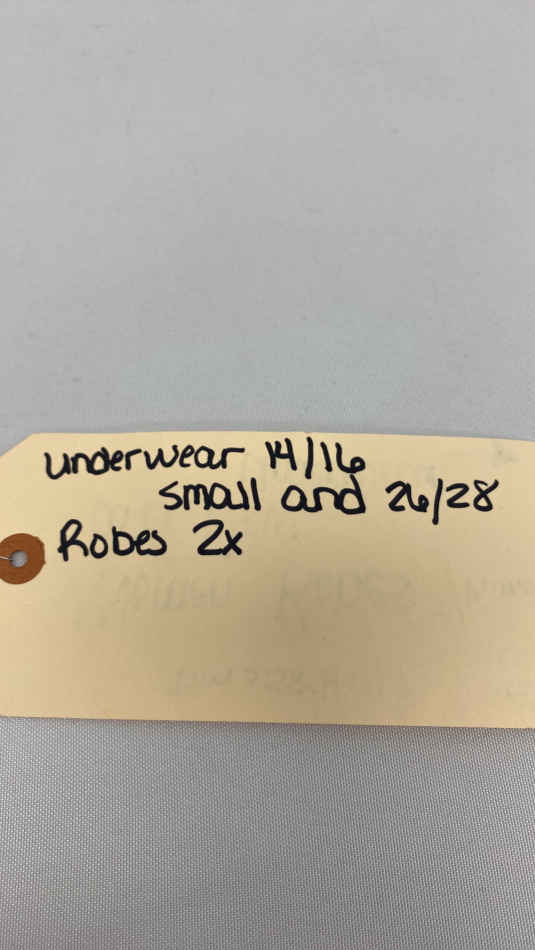 underwear 14/16
small and 26/28
Robes 2x